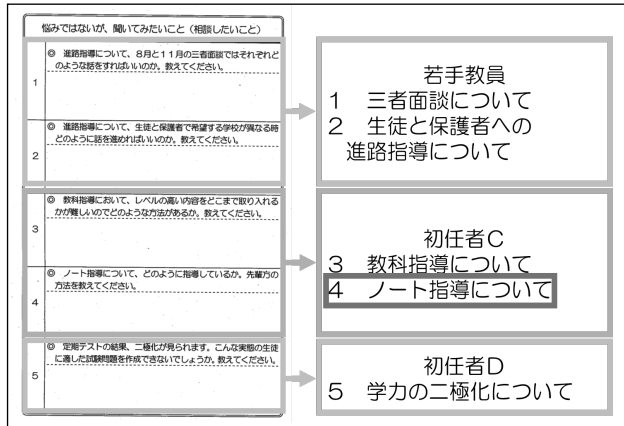 悩みではないが、聞いてみたいこと（相談したいこと）
1
◎ 進路指導について、8月と11月の三者面談ではそれぞれど
のような話をすればいいのか。教えてください。
2
◎ 進路指導について、生徒と保護者で希望する学校が異なる時
どのように話を進めればいいのか。教えてください。
3
◎ 教科指導において、レベルの高い内容をどこまで取り入れる
かが難しいのでどのような方法があるか。教えてください。
4
◎ ノート指導について、どのように指導しているか。先輩方の
方法を教えてください。
5
◎ 定期テストの結果、二極化が見られます。こんな実態の生徒
に適した試験問題を作成できないでしょうか。教えてください。
若手教員
1 三者面談について
2 生徒と保護者への
進路指導について
初任者C
3 教科指導について
4 ノート指導について
初任者D
5 学力の二極化について